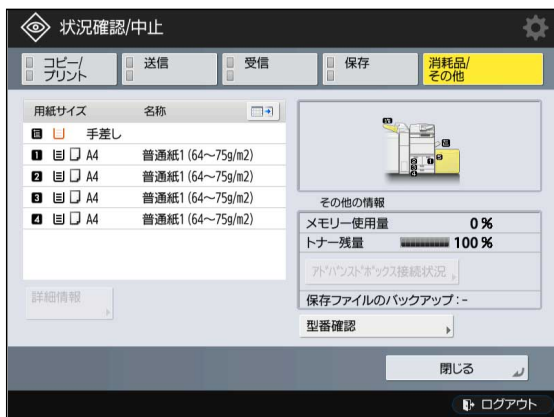 状況確認/中止
コピー/
プリント
送信
受信
保存
消耗品/
その他
用紙サイズ 名称
手差し
1 A4 普通紙1 (64～75g/m2)
2 A4 普通紙1 (64～75g/m2)
3 A4 普通紙1 (64～75g/m2)
4 A4 普通紙1 (64～75g/m2)
詳細情報
その他の情報
メモリー使用量 0 %
トナー残量 100 %
ｱﾄﾞﾊﾞﾝｽﾄﾞﾎﾞｯｸｽ接続状況
保存ファイルのバックアップ : -
型番確認
閉じる
ログアウト